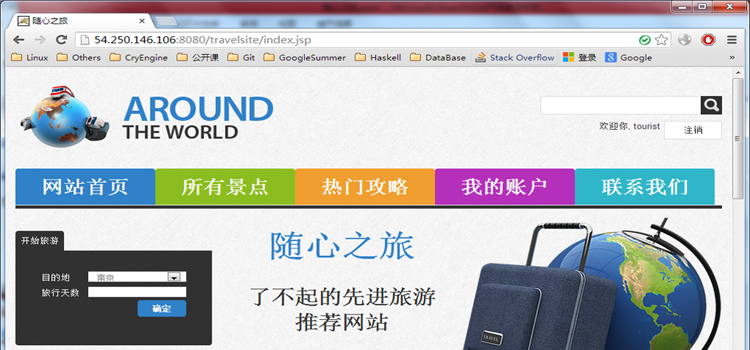 随心之旅
54.250.146.106:8080/travelsite/index.jsp
Linux Others CryEngine 公开课 Git GoogleSummer Haskell DataBase Stack Overflow 登录 Google
AROUND
THE WORLD
欢迎你, tourist 注销
网站首页 所有景点 热门攻略 我的账户 联系我们
开始旅游
目的地 南京
旅行天数
确定
随心之旅
了不起的先进旅游
推荐网站
TRAVEL